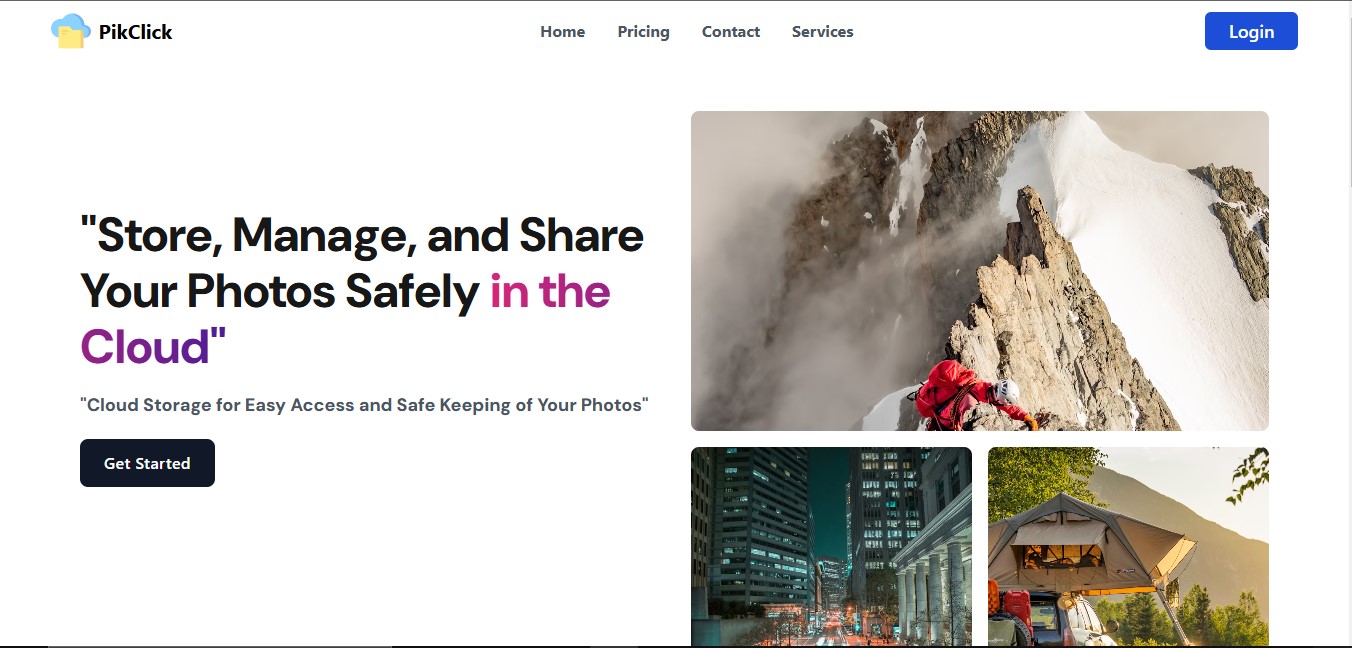 PikClick
Home
Pricing
Contact
Services
Login
"Store, Manage, and Share
Your Photos Safely in the
Cloud"
"Cloud Storage for Easy Access and Safe Keeping of Your Photos"
Get Started